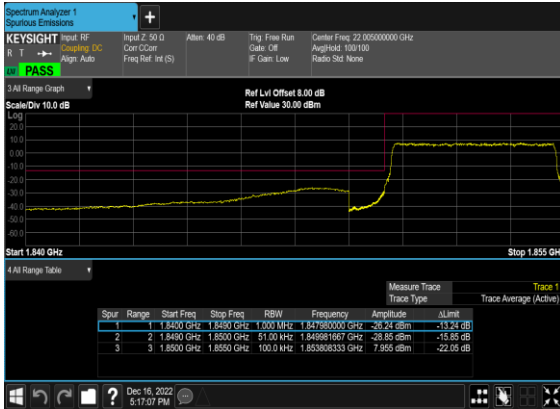 Spectrum Analyzer 1
Spurious Emissions
+
KEYSIGHT Input: RF Input Z: 50 Ω Atten: 40 dB Trig: Free Run Center Freq: 22.005000000 GHz
R T Coupling: DC Corr CCorr Gate: Off Avg|Hold: 100/100
Align: Auto Freq Ref: Int (S) IF Gain: Low Radio Std: None
PASS
3 All Range Graph
Ref Lvl Offset 8.00 dB
Scale/Div 10.0 dB Ref Value 30.00 dBm
Log
20.0
10.0
0.00
-10.0
-20.0
-30.0
-40.0
-50.0
-60.0
Start 1.840 GHz Stop 1.855 GH
4 All Range Table
Measure Trace Trace 1
Trace Type Trace Average (Active)
Spur Range Start Freq Stop Freq RBW Frequency Amplitude ΔLimit
1 1 1.8400 GHz 1.8490 GHz 1.000 MHz 1.847980000 GHz -26.24 dBm -13.24 dB
2 2 1.8490 GHz 1.8500 GHz 51.00 kHz 1.849981667 GHz -28.85 dBm -15.85 dB
3 3 1.8500 GHz 1.8550 GHz 100.0 kHz 1.853808333 GHz 7.955 dBm -22.05 dB
? Dec 16, 2022
5:17:07 PM